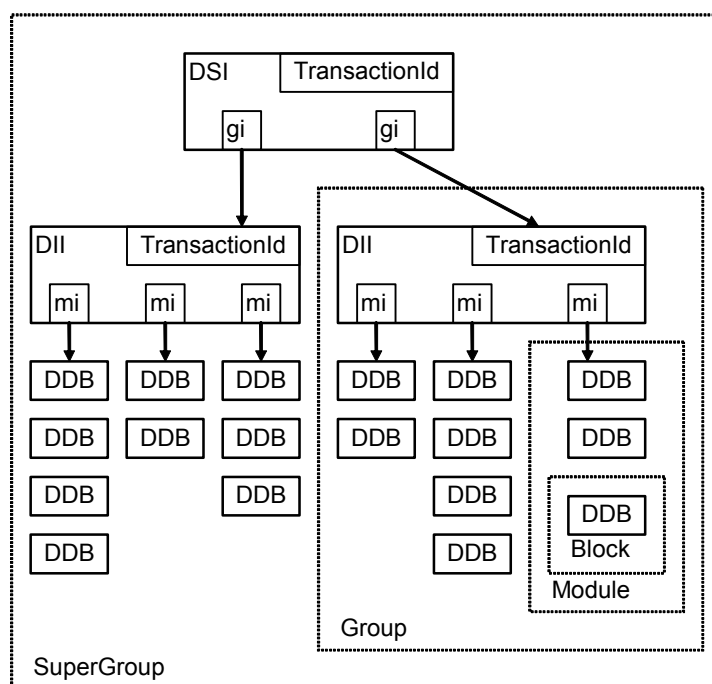 DSI TransactionId
gi gi
DII TransactionId DII TransactionId
mi mi mi mi mi mi
DDB DDB DDB DDB DDB DDB
DDB DDB DDB DDB DDB DDB
DDB DDB DDB DDB
DDB DDB
Block
Module
Group
SuperGroup